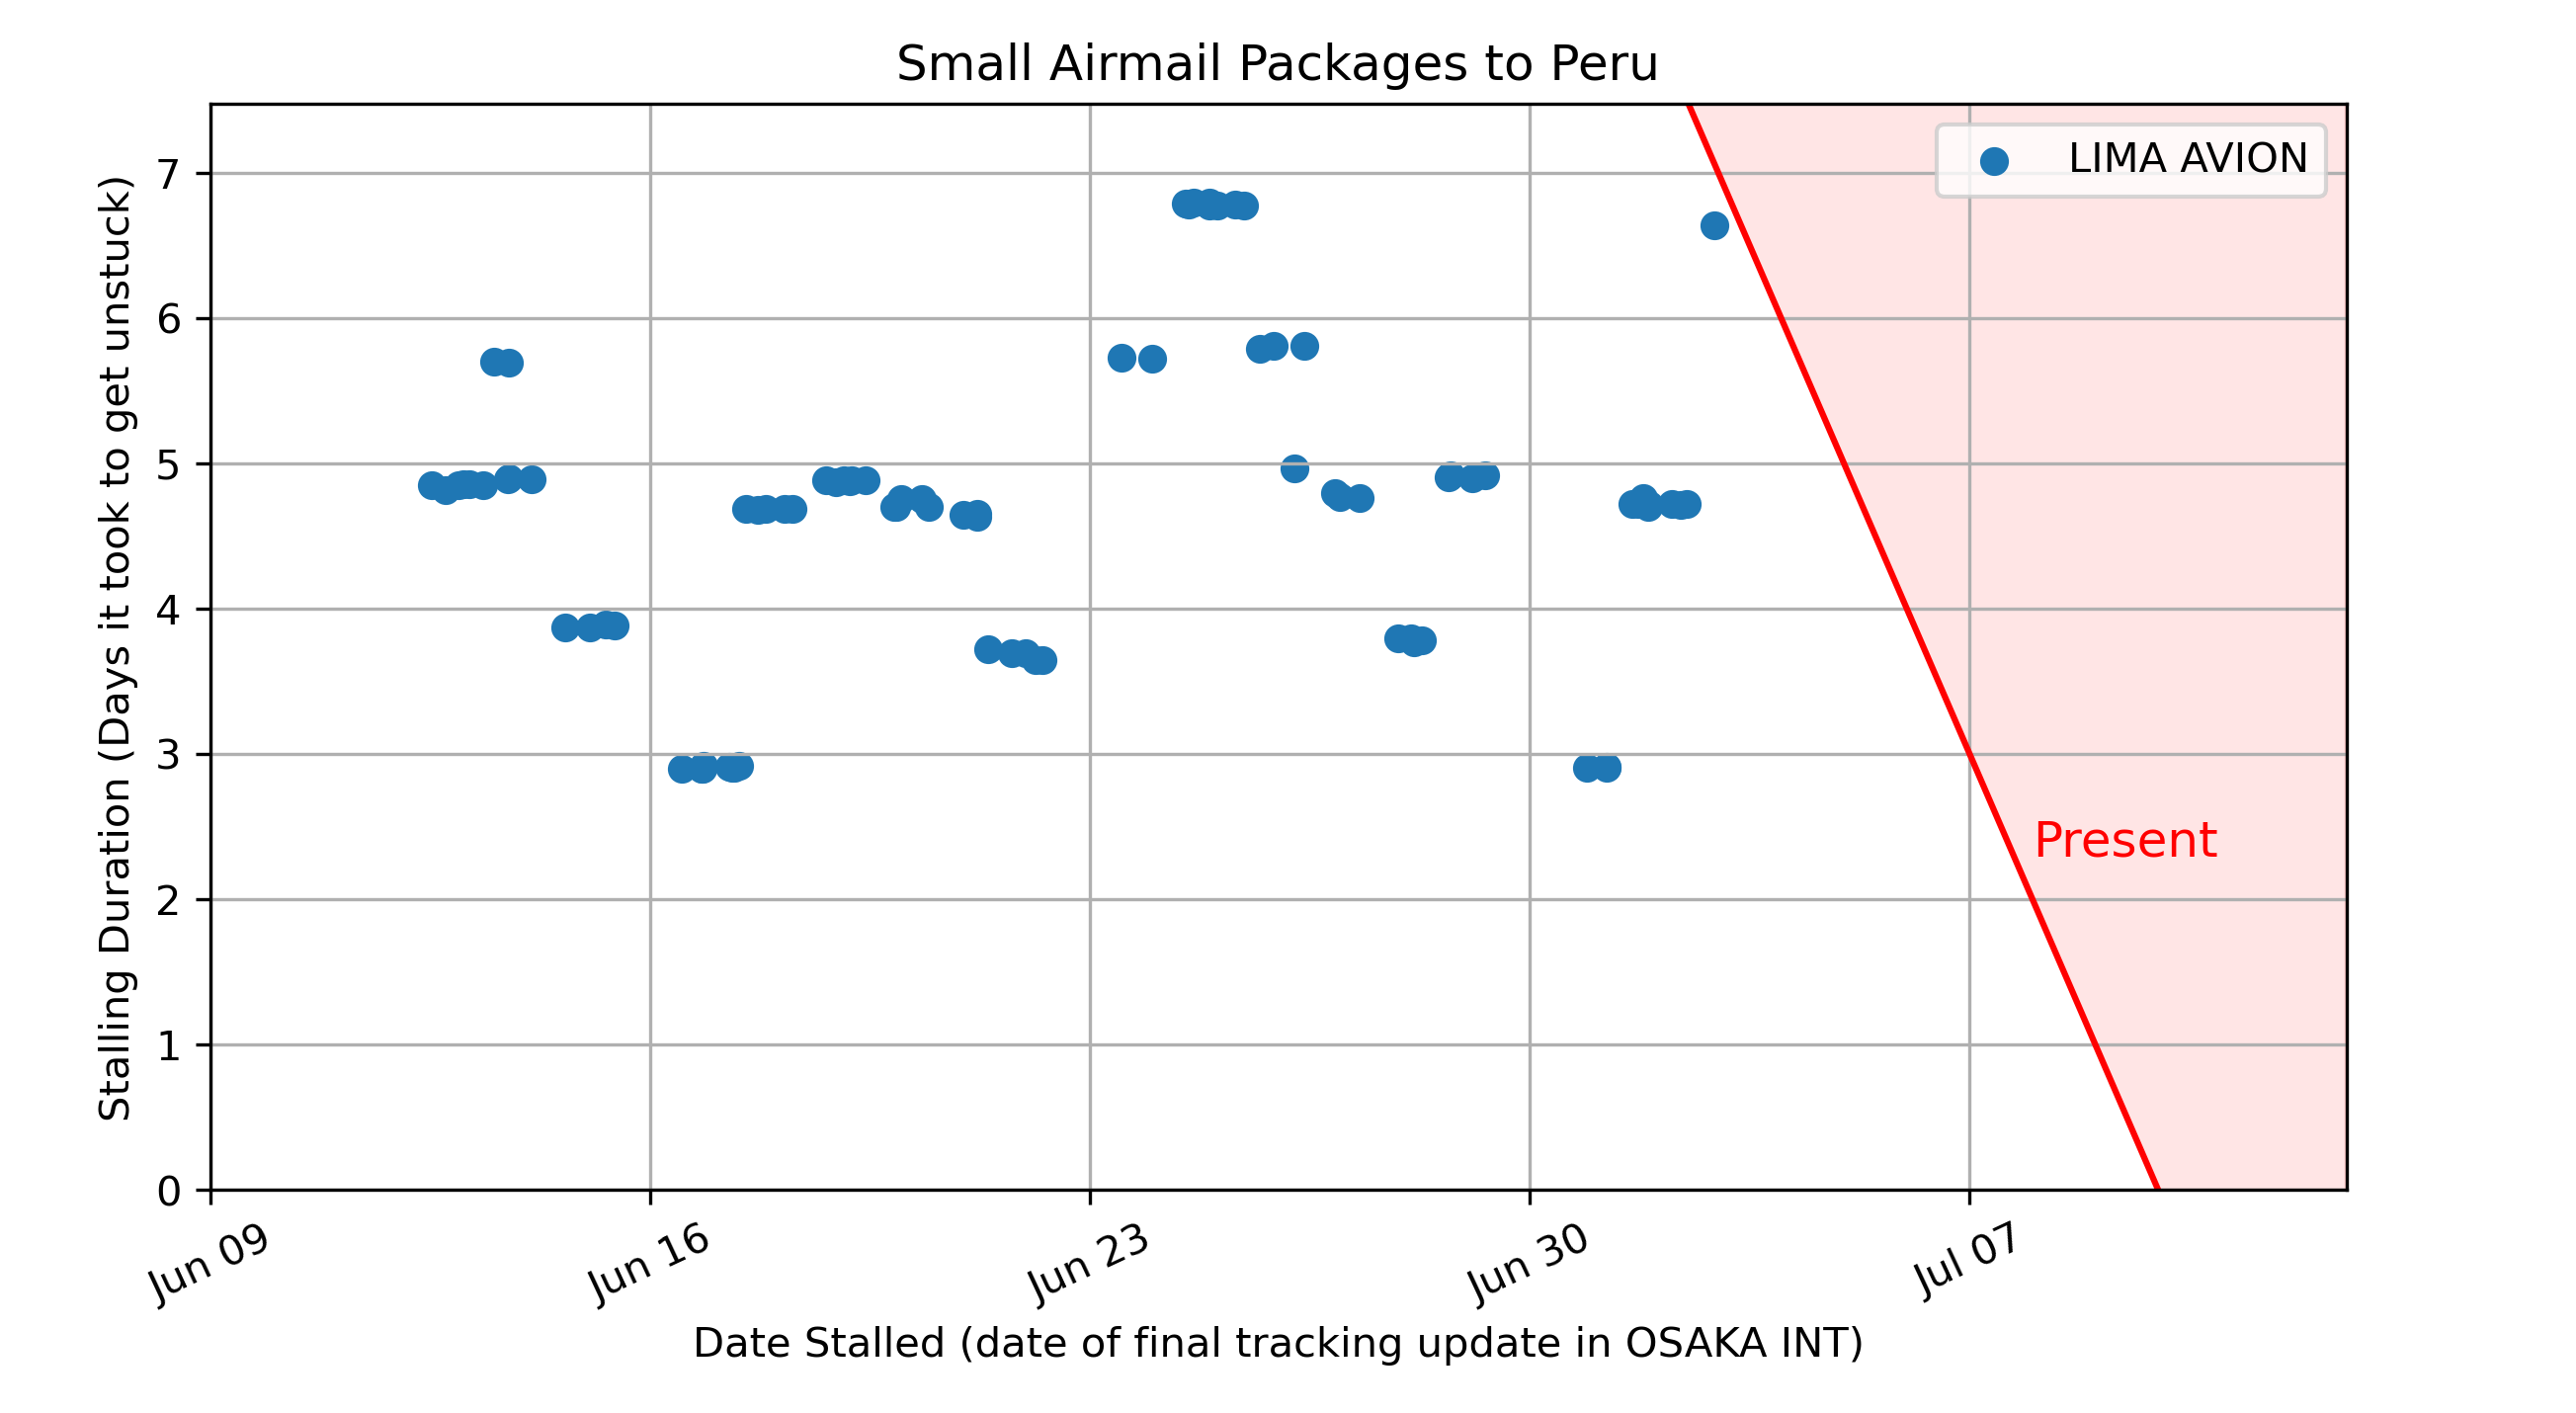 Small Airmail Packages to Peru
LIMA AVION
Stalling Duration (Days it took to get unstuck)
7
6
5
4
3
2
1
0
Present
Jun 09
Jun 16
Jun 23
Jun 30
Jul 07
Date Stalled (date of final tracking update in OSAKA INT)